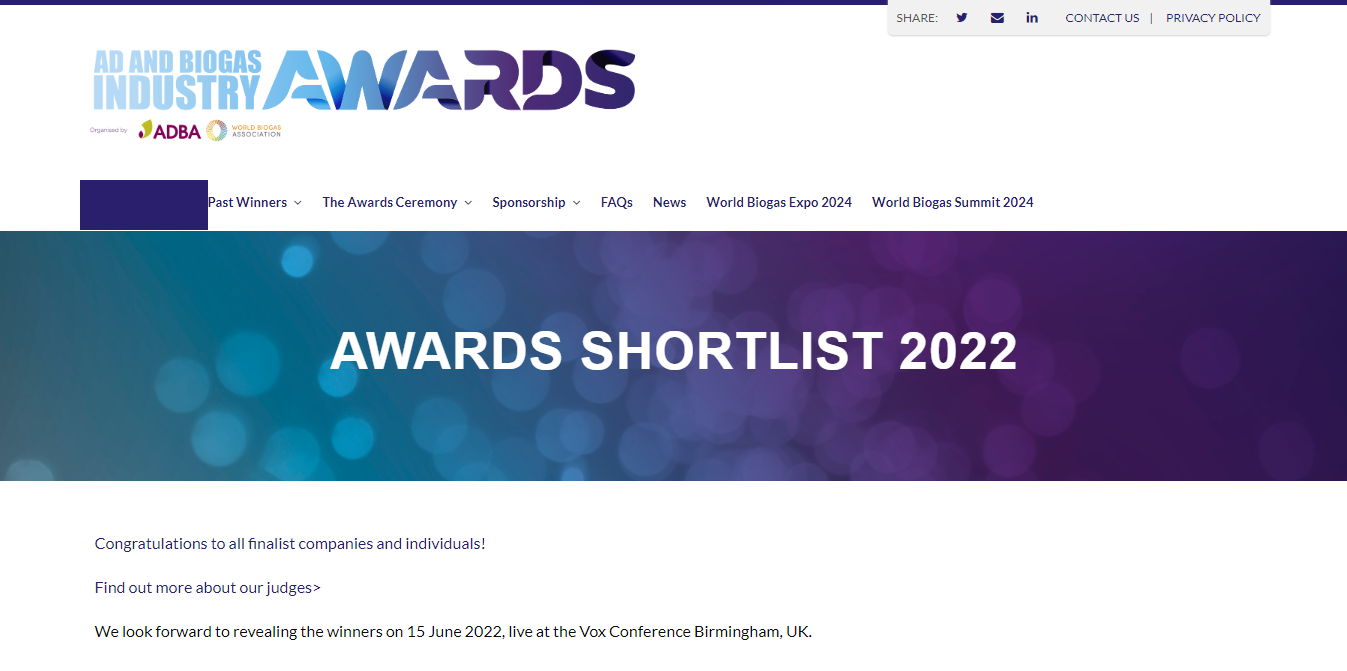 SHARE: CONTACT US | PRIVACY POLICY
AD AND BIOGAS
INDUSTRY
AWARDS
Organised by
ADBA
WORLD BIOGAS
ASSOCIATION
Past Winners The Awards Ceremony Sponsorship FAQs News World Biogas Expo 2024 World Biogas Summit 2024
AWARDS SHORTLIST 2022
Congratulations to all finalist companies and individuals!
Find out more about our judges>
We look forward to revealing the winners on 15 June 2022, live at the Vox Conference Birmingham, UK.